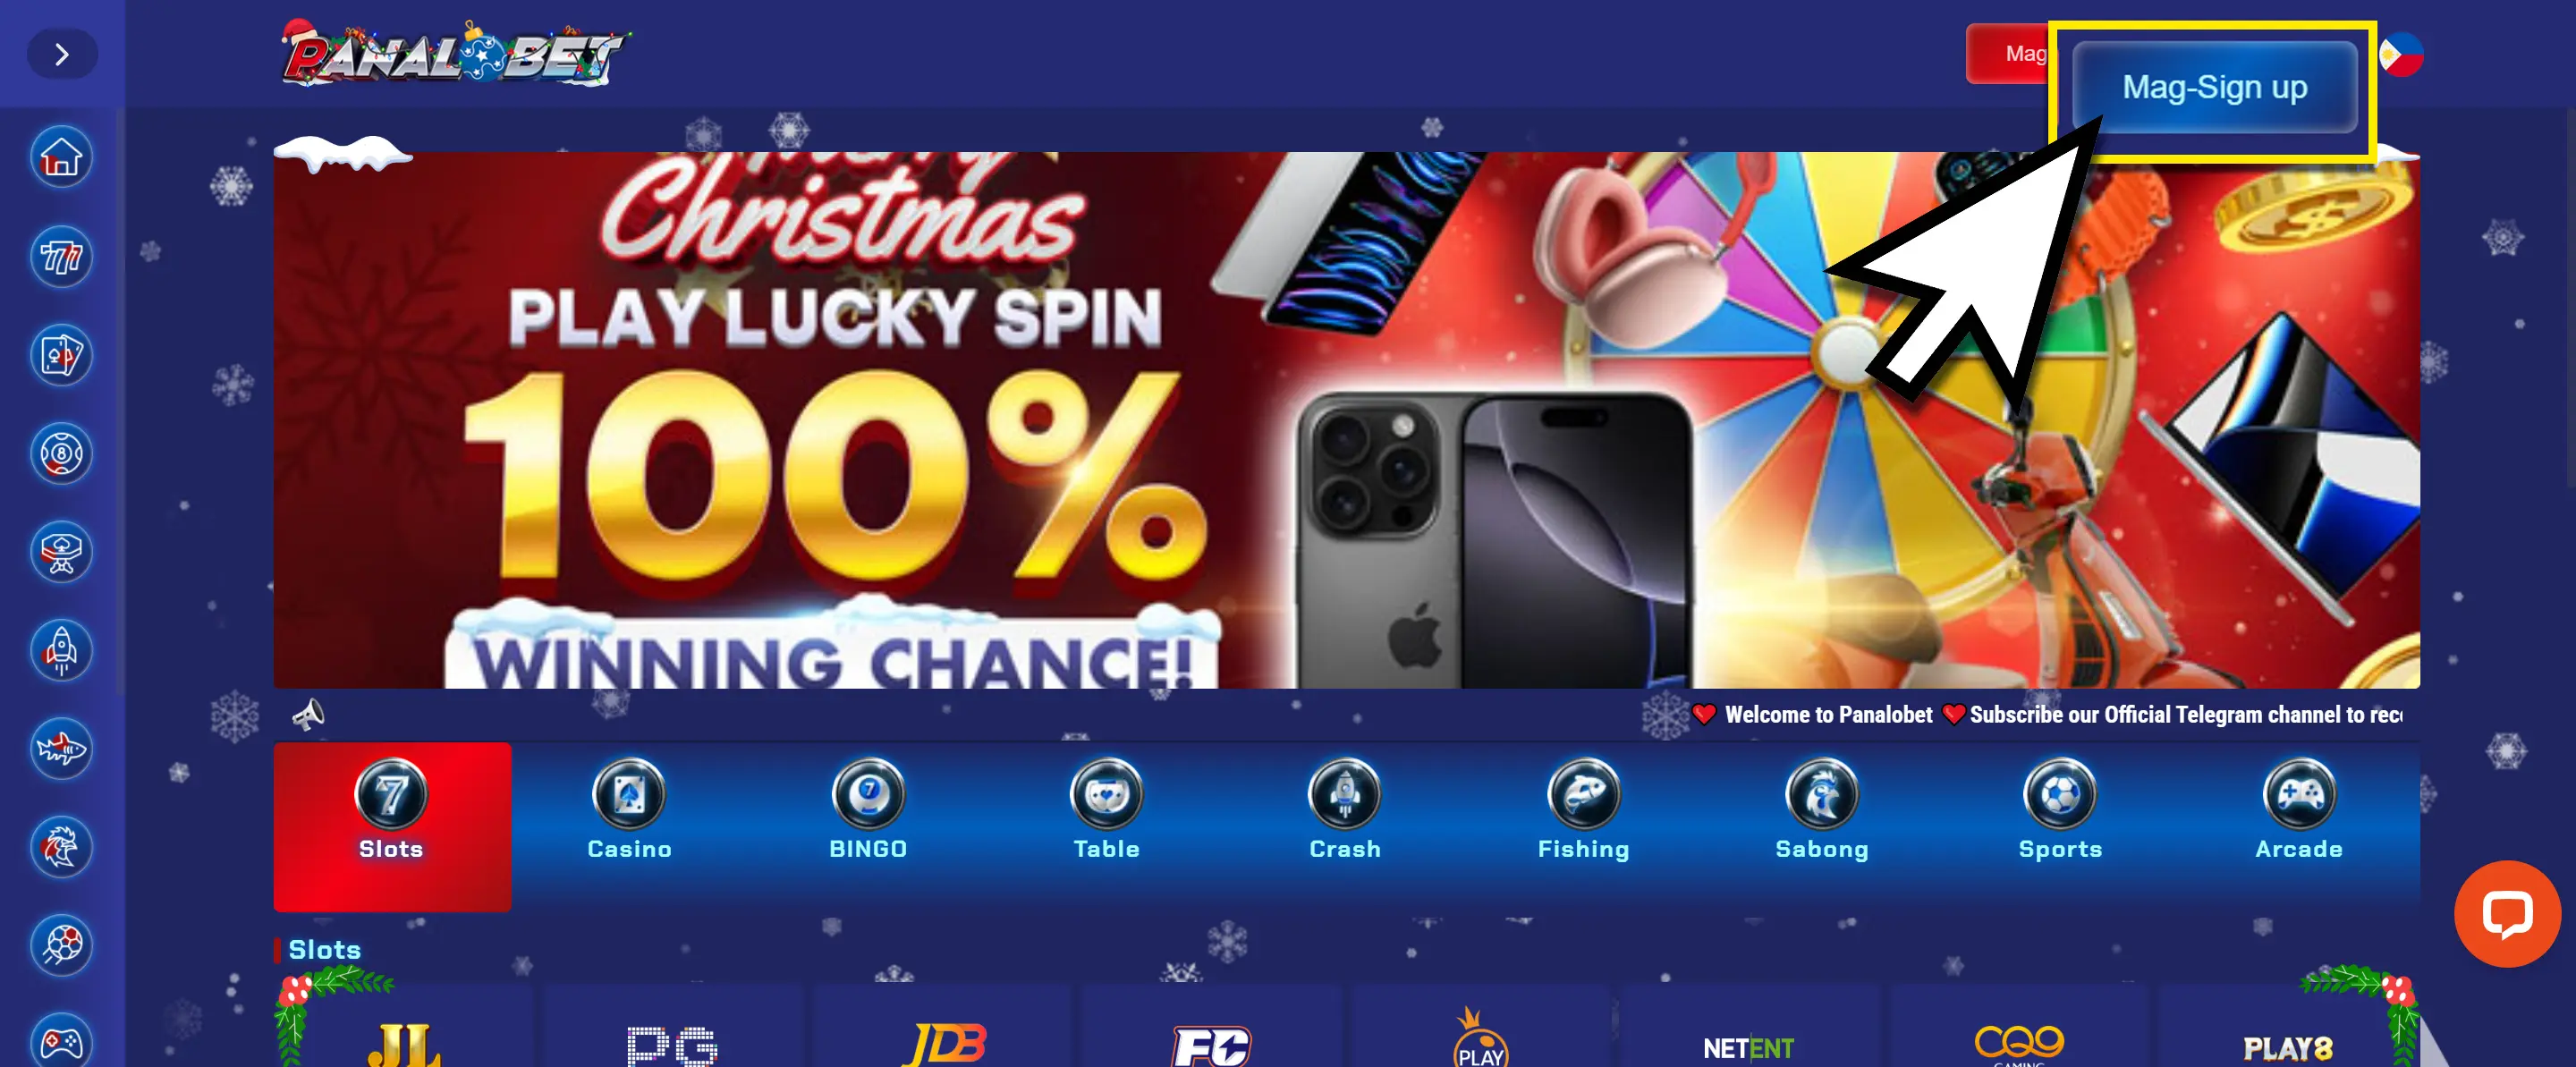 PANALOBET
Mag
Mag-Sign up
Merry
Christmas
PLAY LUCKY SPIN
100%
WINNING CHANCE!
Welcome to Panalobet Subscribe our Official Telegram channel to rec
Slots Casino BINGO Table Crash Fishing Sabong Sports Arcade
Slots
JL PG JDB FC PLAY NETENT CQ9 PLAY8
GAMING